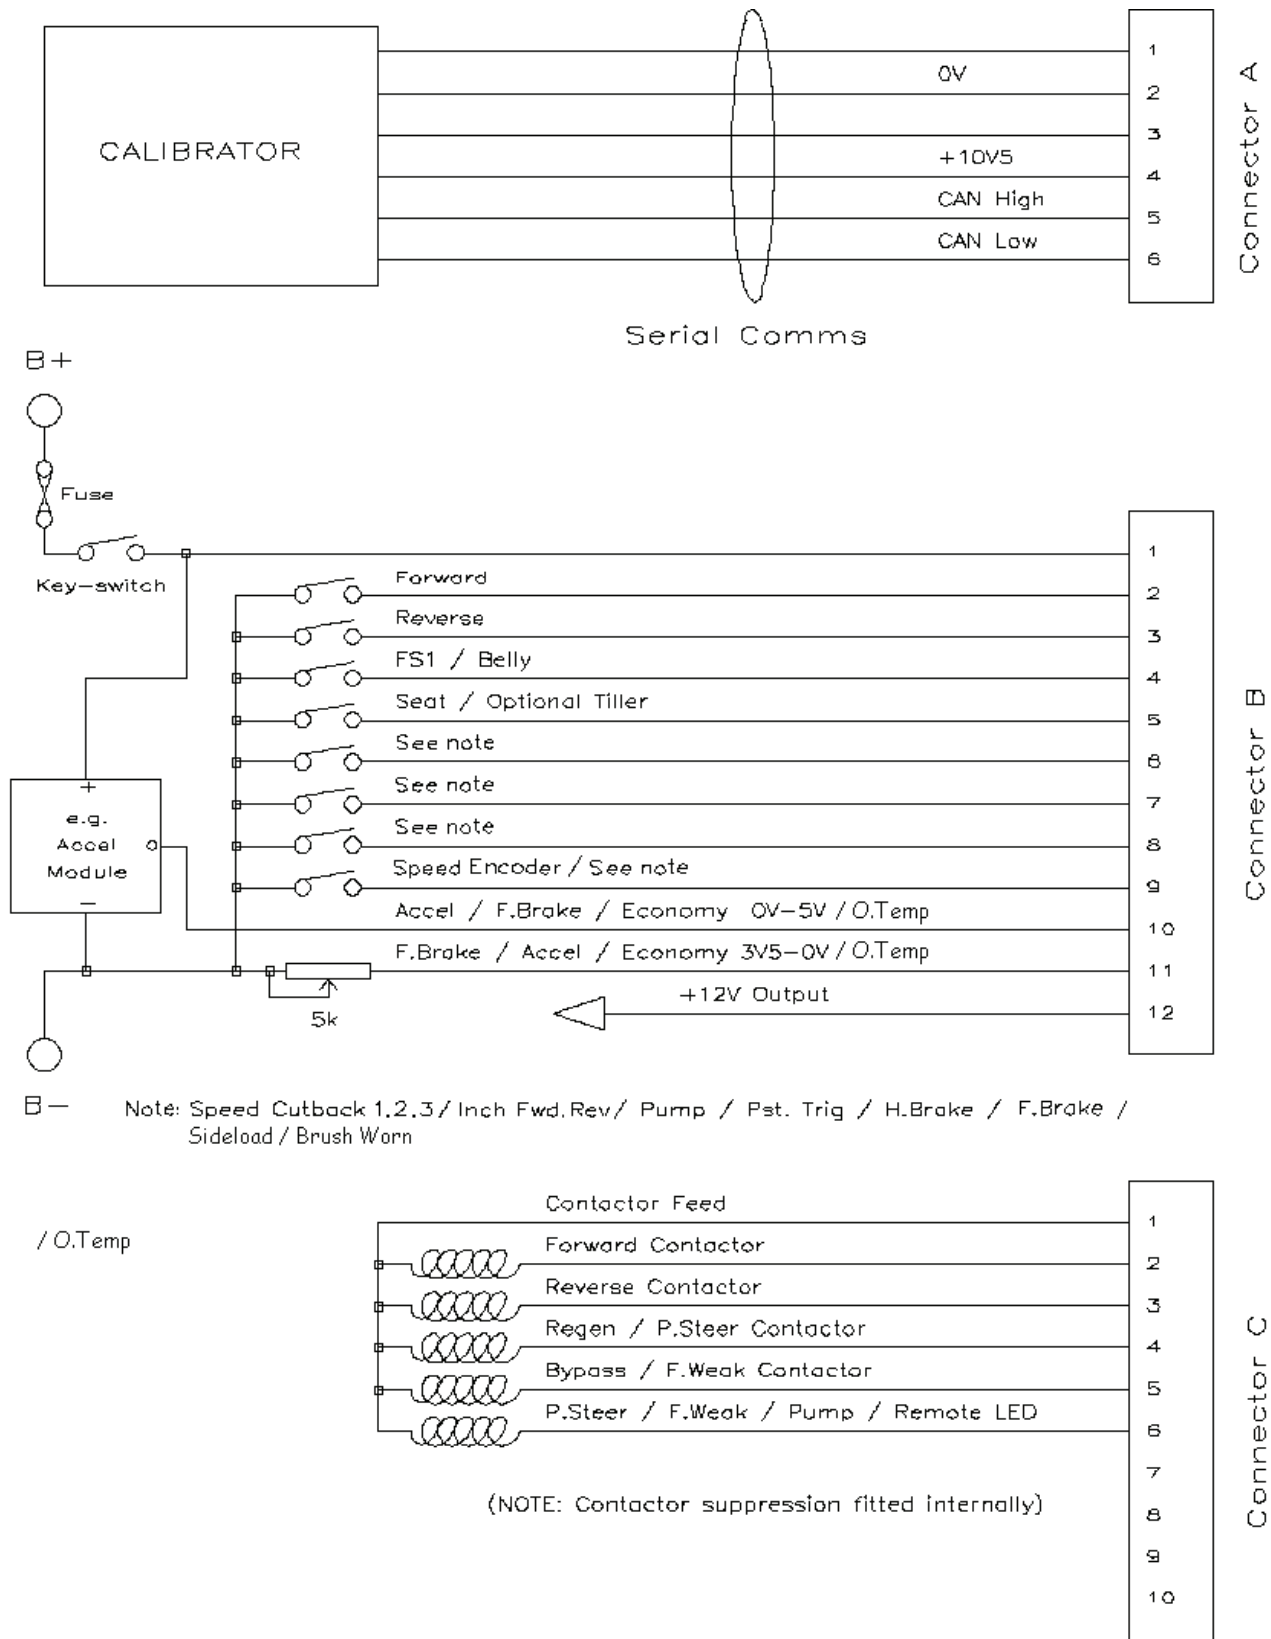 1
0V
2
CALIBRATOR
3
+10V5
4
CAN High
5
CAN Low
6
Connector A
Serial Comms
B+
Fuse
Key-switch
1
Forward
2
Reverse
3
FS1 / Belly
4
Seat / Optional Tiller
5
See note
6
See note
7
See note
8
Speed Encoder / See note
9
Accel / F.Brake / Economy 0V-5V / O.Temp
10
F.Brake / Accel / Economy 3V5-0V / O.Temp
11
+12V Output
12
Connector B
+
e.g.
Accel
Module
-
5k
B-
Note: Speed Cutback 1.2.3/ Inch Fwd.Rev/ Pump / Pst. Trig / H.Brake / F.Brake /
Sideload / Brush Worn
/ O.Temp
Contactor Feed
1
Forward Contactor
2
Reverse Contactor
3
Regen / P.Steer Contactor
4
Bypass / F.Weak Contactor
5
P.Steer / F.Weak / Pump / Remote LED
6
7
(NOTE: Contactor suppression fitted internally)
8
9
10
Connector C